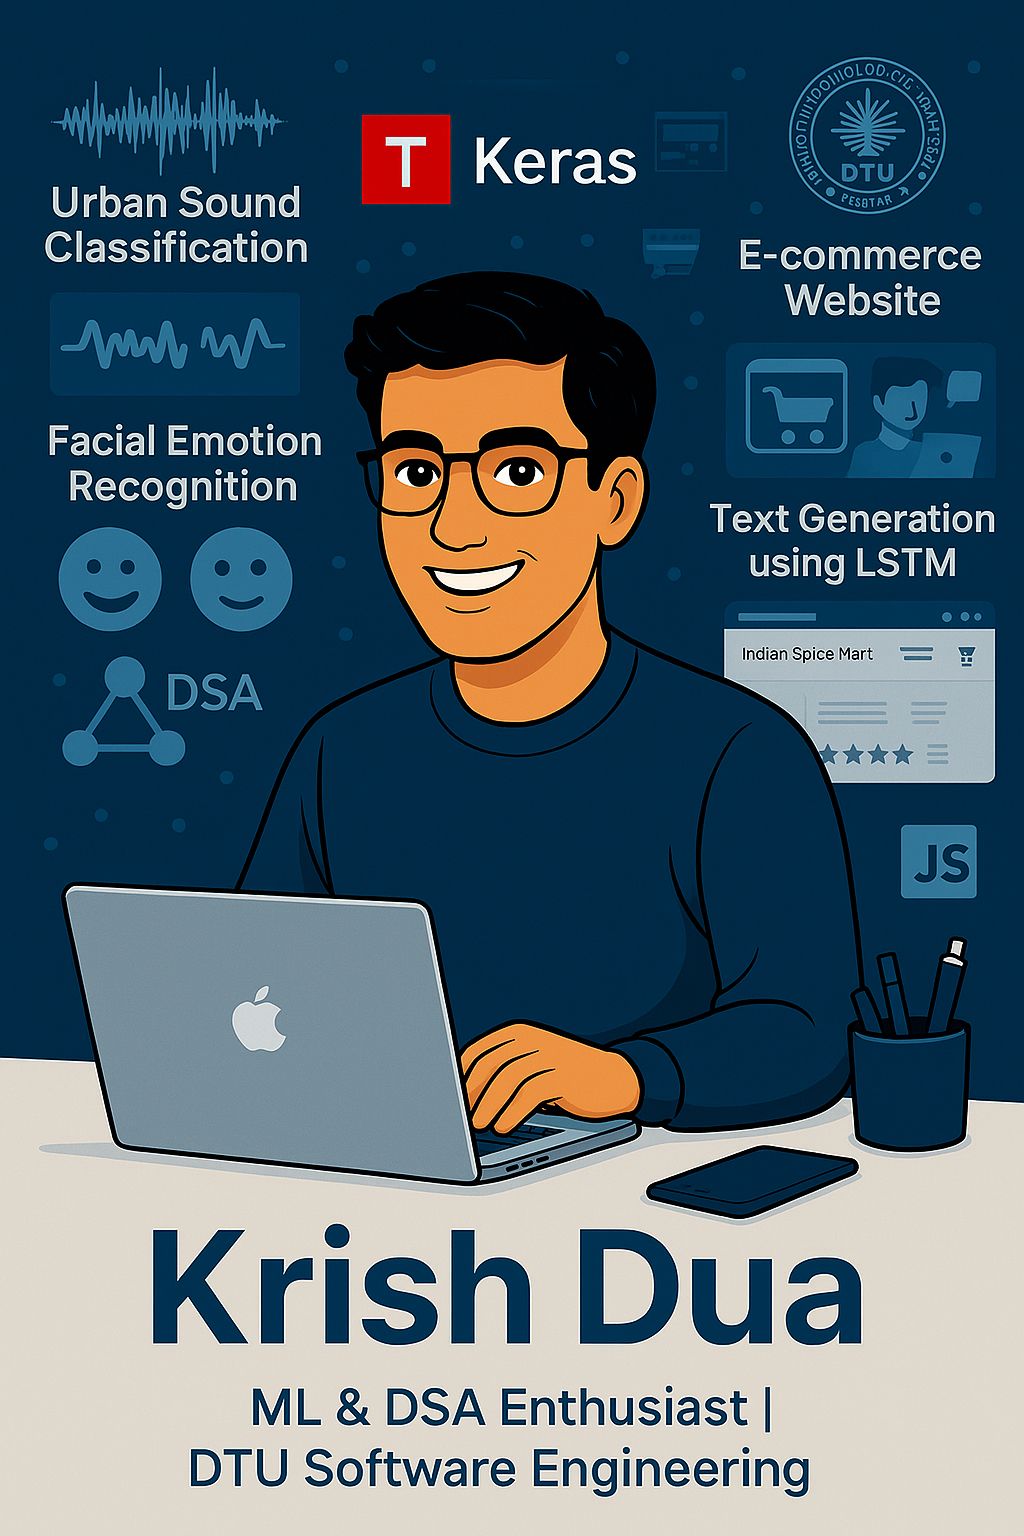 Urban Sound
Classification
T Keras
DTU
E-commerce
Website
Facial Emotion
Recognition
Text Generation
using LSTM
DSA
Indian Spice Mart
JS
Krish Dua
ML & DSA Enthusiast |
DTU Software Engineering